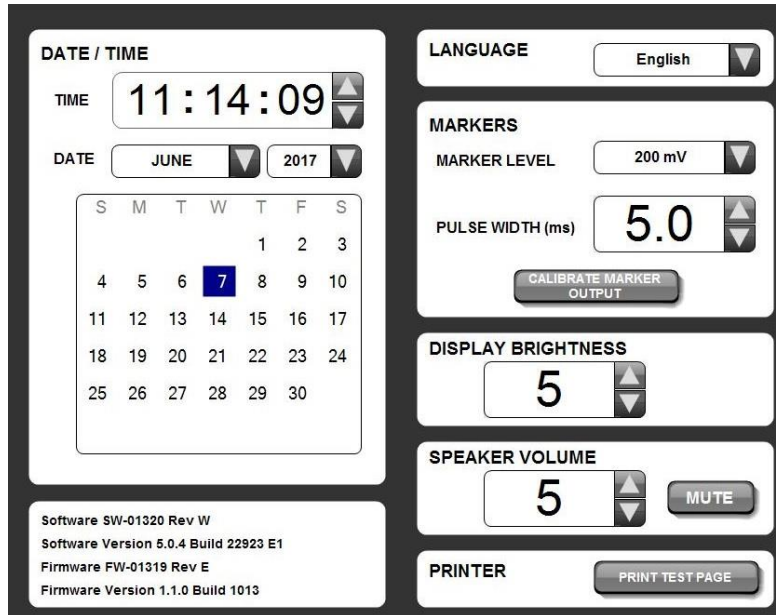 DATE / TIME
TIME 11:14:09
DATE JUNE 2017
S M T W T F S
1 2 3
4 5 6 7 8 9 10
11 12 13 14 15 16 17
18 19 20 21 22 23 24
25 26 27 28 29 30
Software SW-01320 Rev W
Software Version 5.0.4 Build 22923 E1
Firmware FW-01319 Rev E
Firmware Version 1.1.0 Build 1013
LANGUAGE English
MARKERS
MARKER LEVEL 200 mV
PULSE WIDTH (ms) 5.0
CALIBRATE MARKER
OUTPUT
DISPLAY BRIGHTNESS
5
SPEAKER VOLUME
5 MUTE
PRINTER PRINT TEST PAGE